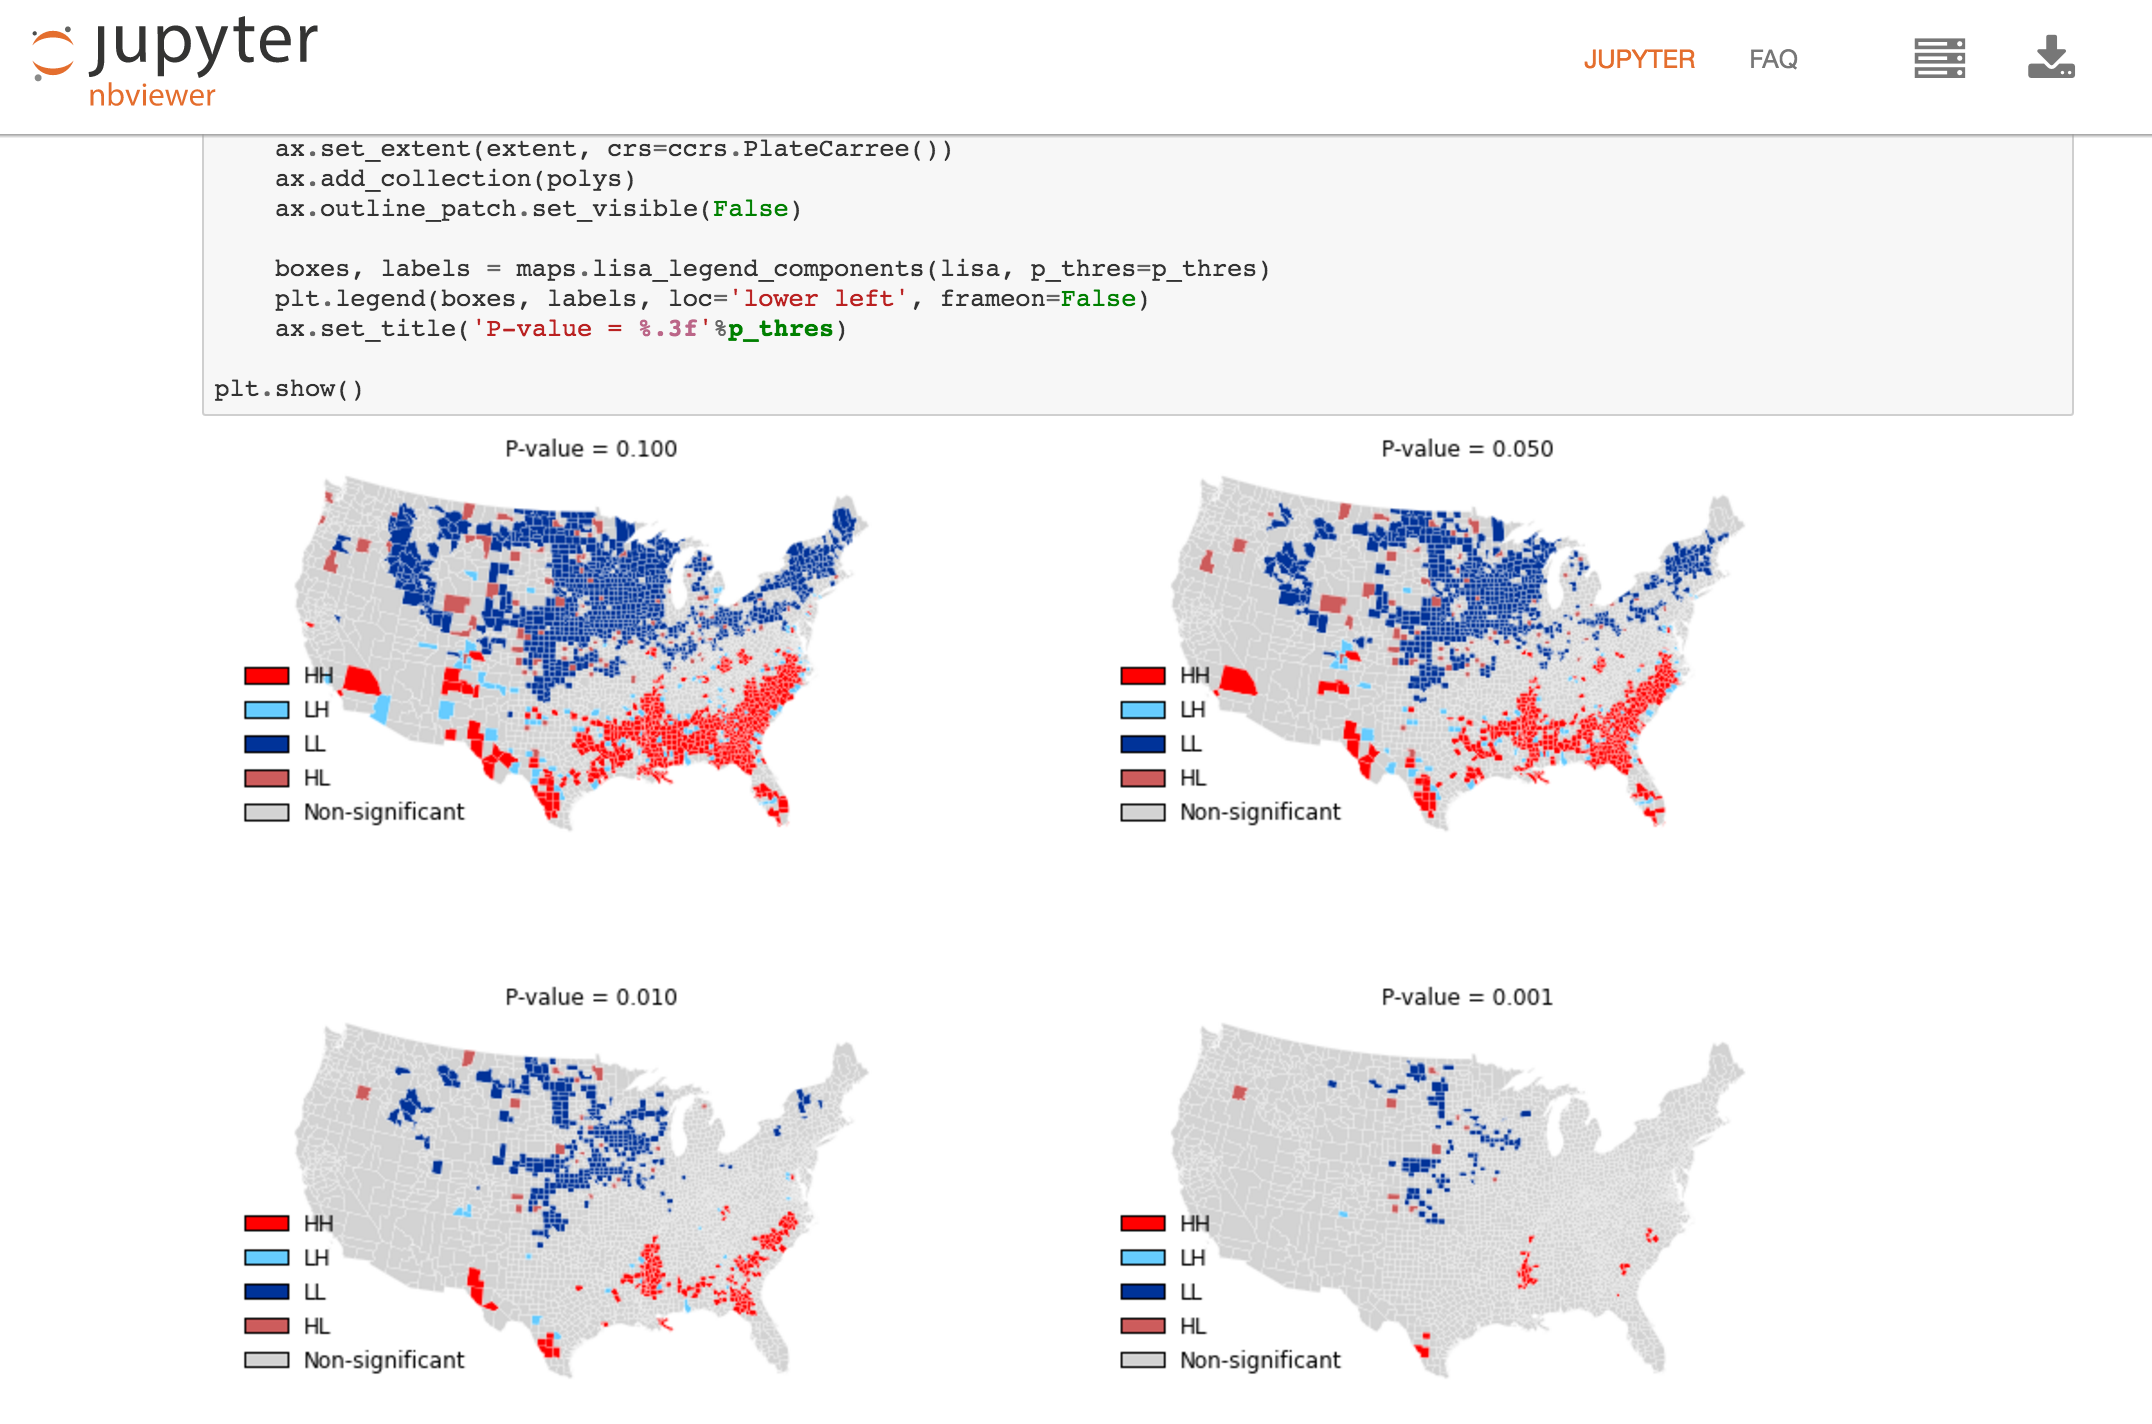 jupyter
nbviewer
JUPYTER FAQ
ax.set_extent(extent, crs=ccrs.PlateCarree())
ax.add_collection(polys)
ax.outline_patch.set_visible(False)
boxes, labels = maps.lisa_legend_components(lisa, p_thres=p_thres)
plt.legend(boxes, labels, loc='lower left', frameon=False)
ax.set_title('P-value = %.3f'%p_thres)
plt.show()
P-value = 0.100
HH
LH
LL
HL
Non-significant
P-value = 0.050
HH
LH
LL
HL
Non-significant
P-value = 0.010
HH
LH
LL
HL
Non-significant
P-value = 0.001
HH
LH
LL
HL
Non-significant